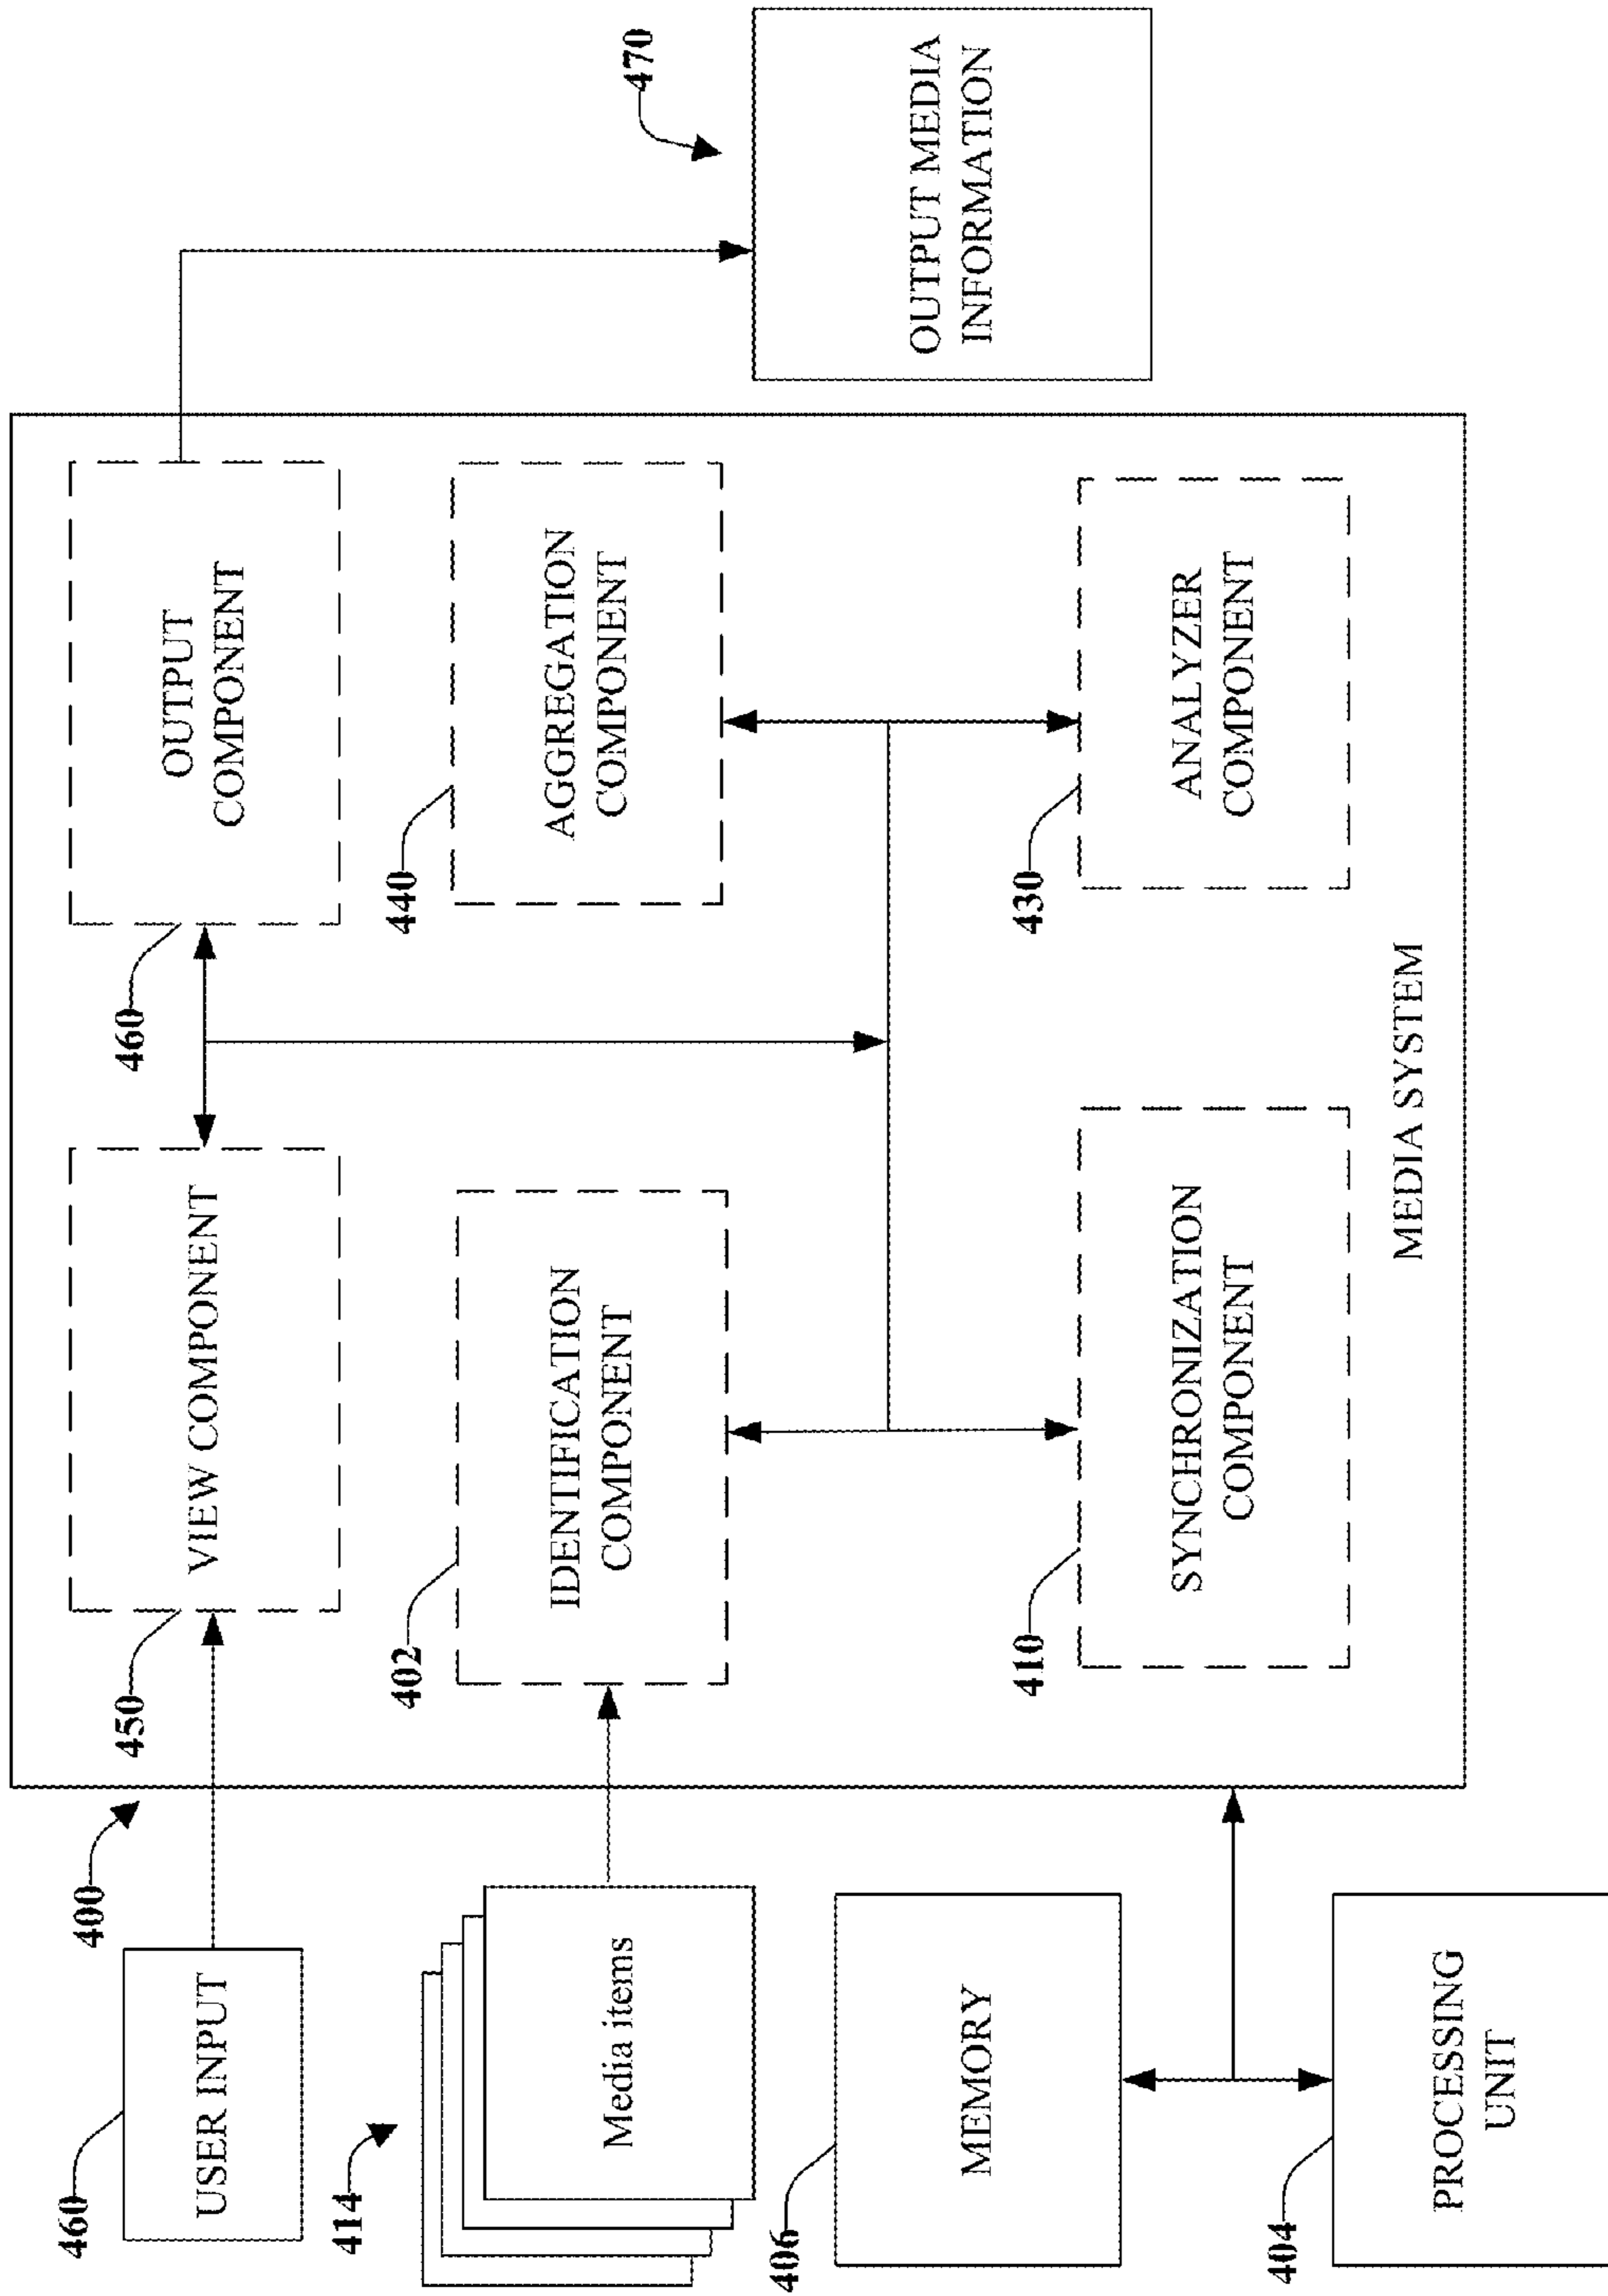 460
USER INPUT
400
450
VIEW COMPONENT
460
OUTPUT
COMPONENT
414
Media items
402
IDENTIFICATION
COMPONENT
440
AGGREGATION
COMPONENT
470
OUTPUT MEDIA
INFORMATION
406
MEMORY
404
PROCESSING
UNIT
410
SYNCHRONIZATION
COMPONENT
430
ANALYZER
COMPONENT
MEDIA SYSTEM